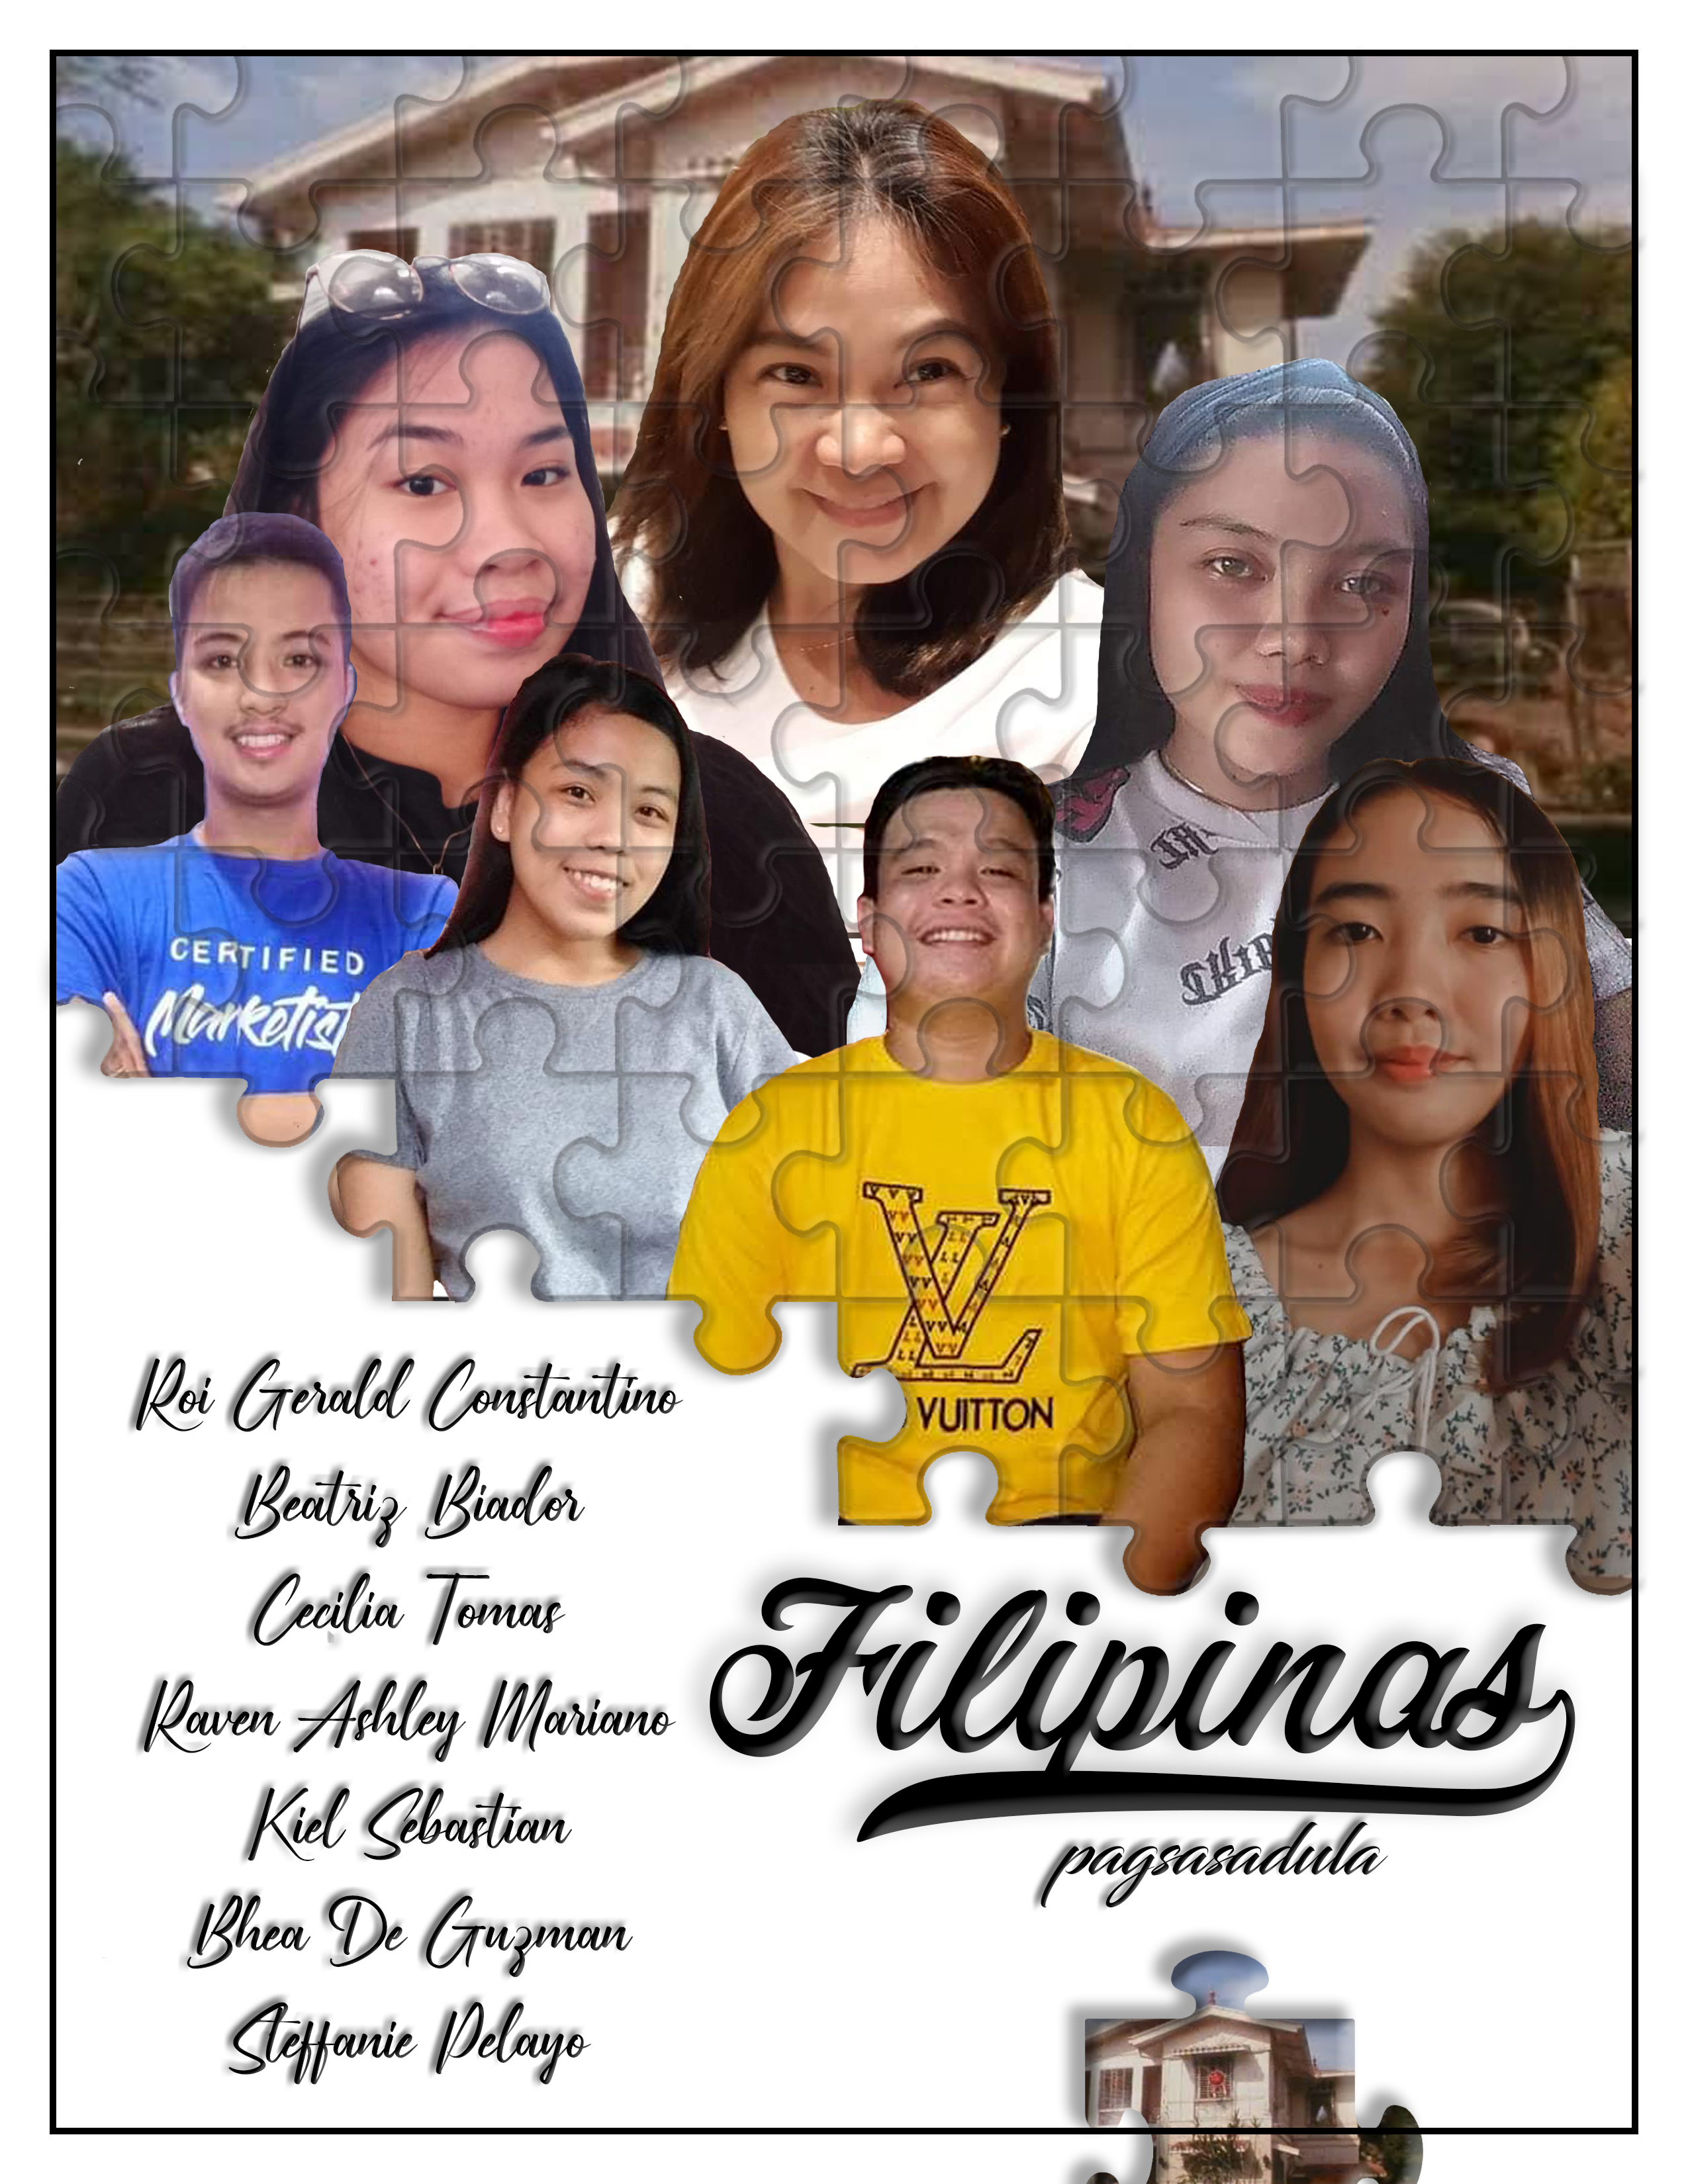 CERTIFIED
Marketist
VUITTON
Roi Gerald Constantino
Beatriz Biador
Cecilia Tomas
Raven Ashley Mariano
Kiel Sebastian
Bhea De Guzman
Steffanie Pelayo
Filipinas
pagsasadula